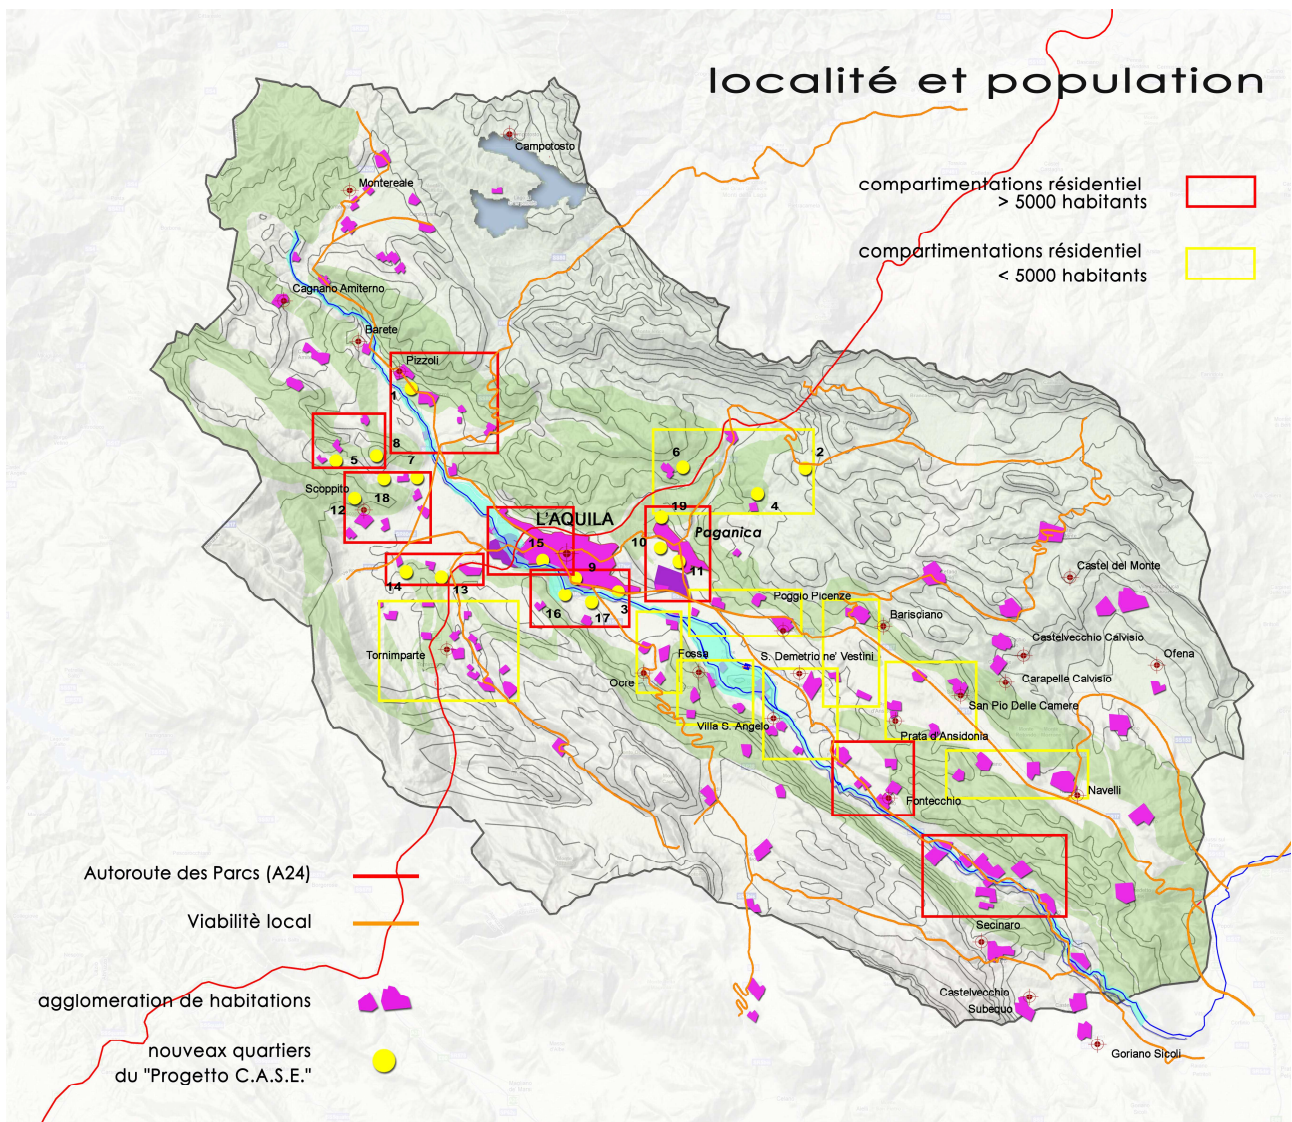 localité et population
Campotosto
compartimentations résidentiel
> 5000 habitants
Montereale
compartimentations résidentiel
< 5000 habitants
Cagnano Amiterno
Barete
Pizzoli
1
8
5
7
6
2
Scoppito
18
12
4
19
L'AQUILA
Paganica
15
10
9
11
14
13
16
17
3
Castel del Monte
Poggio Picenze
Barisciano
Castelvecchio Calvisio
Tornimparte
Fossa
S. Demetrio ne' Vestini
Ofena
Ocre
Carapelle Calvisio
San Pio Delle Camere
Villa S. Angelo
Prata d'Ansidonia
Navelli
Fontecchio
Autoroute des Parcs (A24)
Viabilitè local
Secinaro
agglomeration de habitations
Castelvecchio
Subequo
nouveax quartiers
du "Progetto C.A.S.E."
Goriano Sicoli